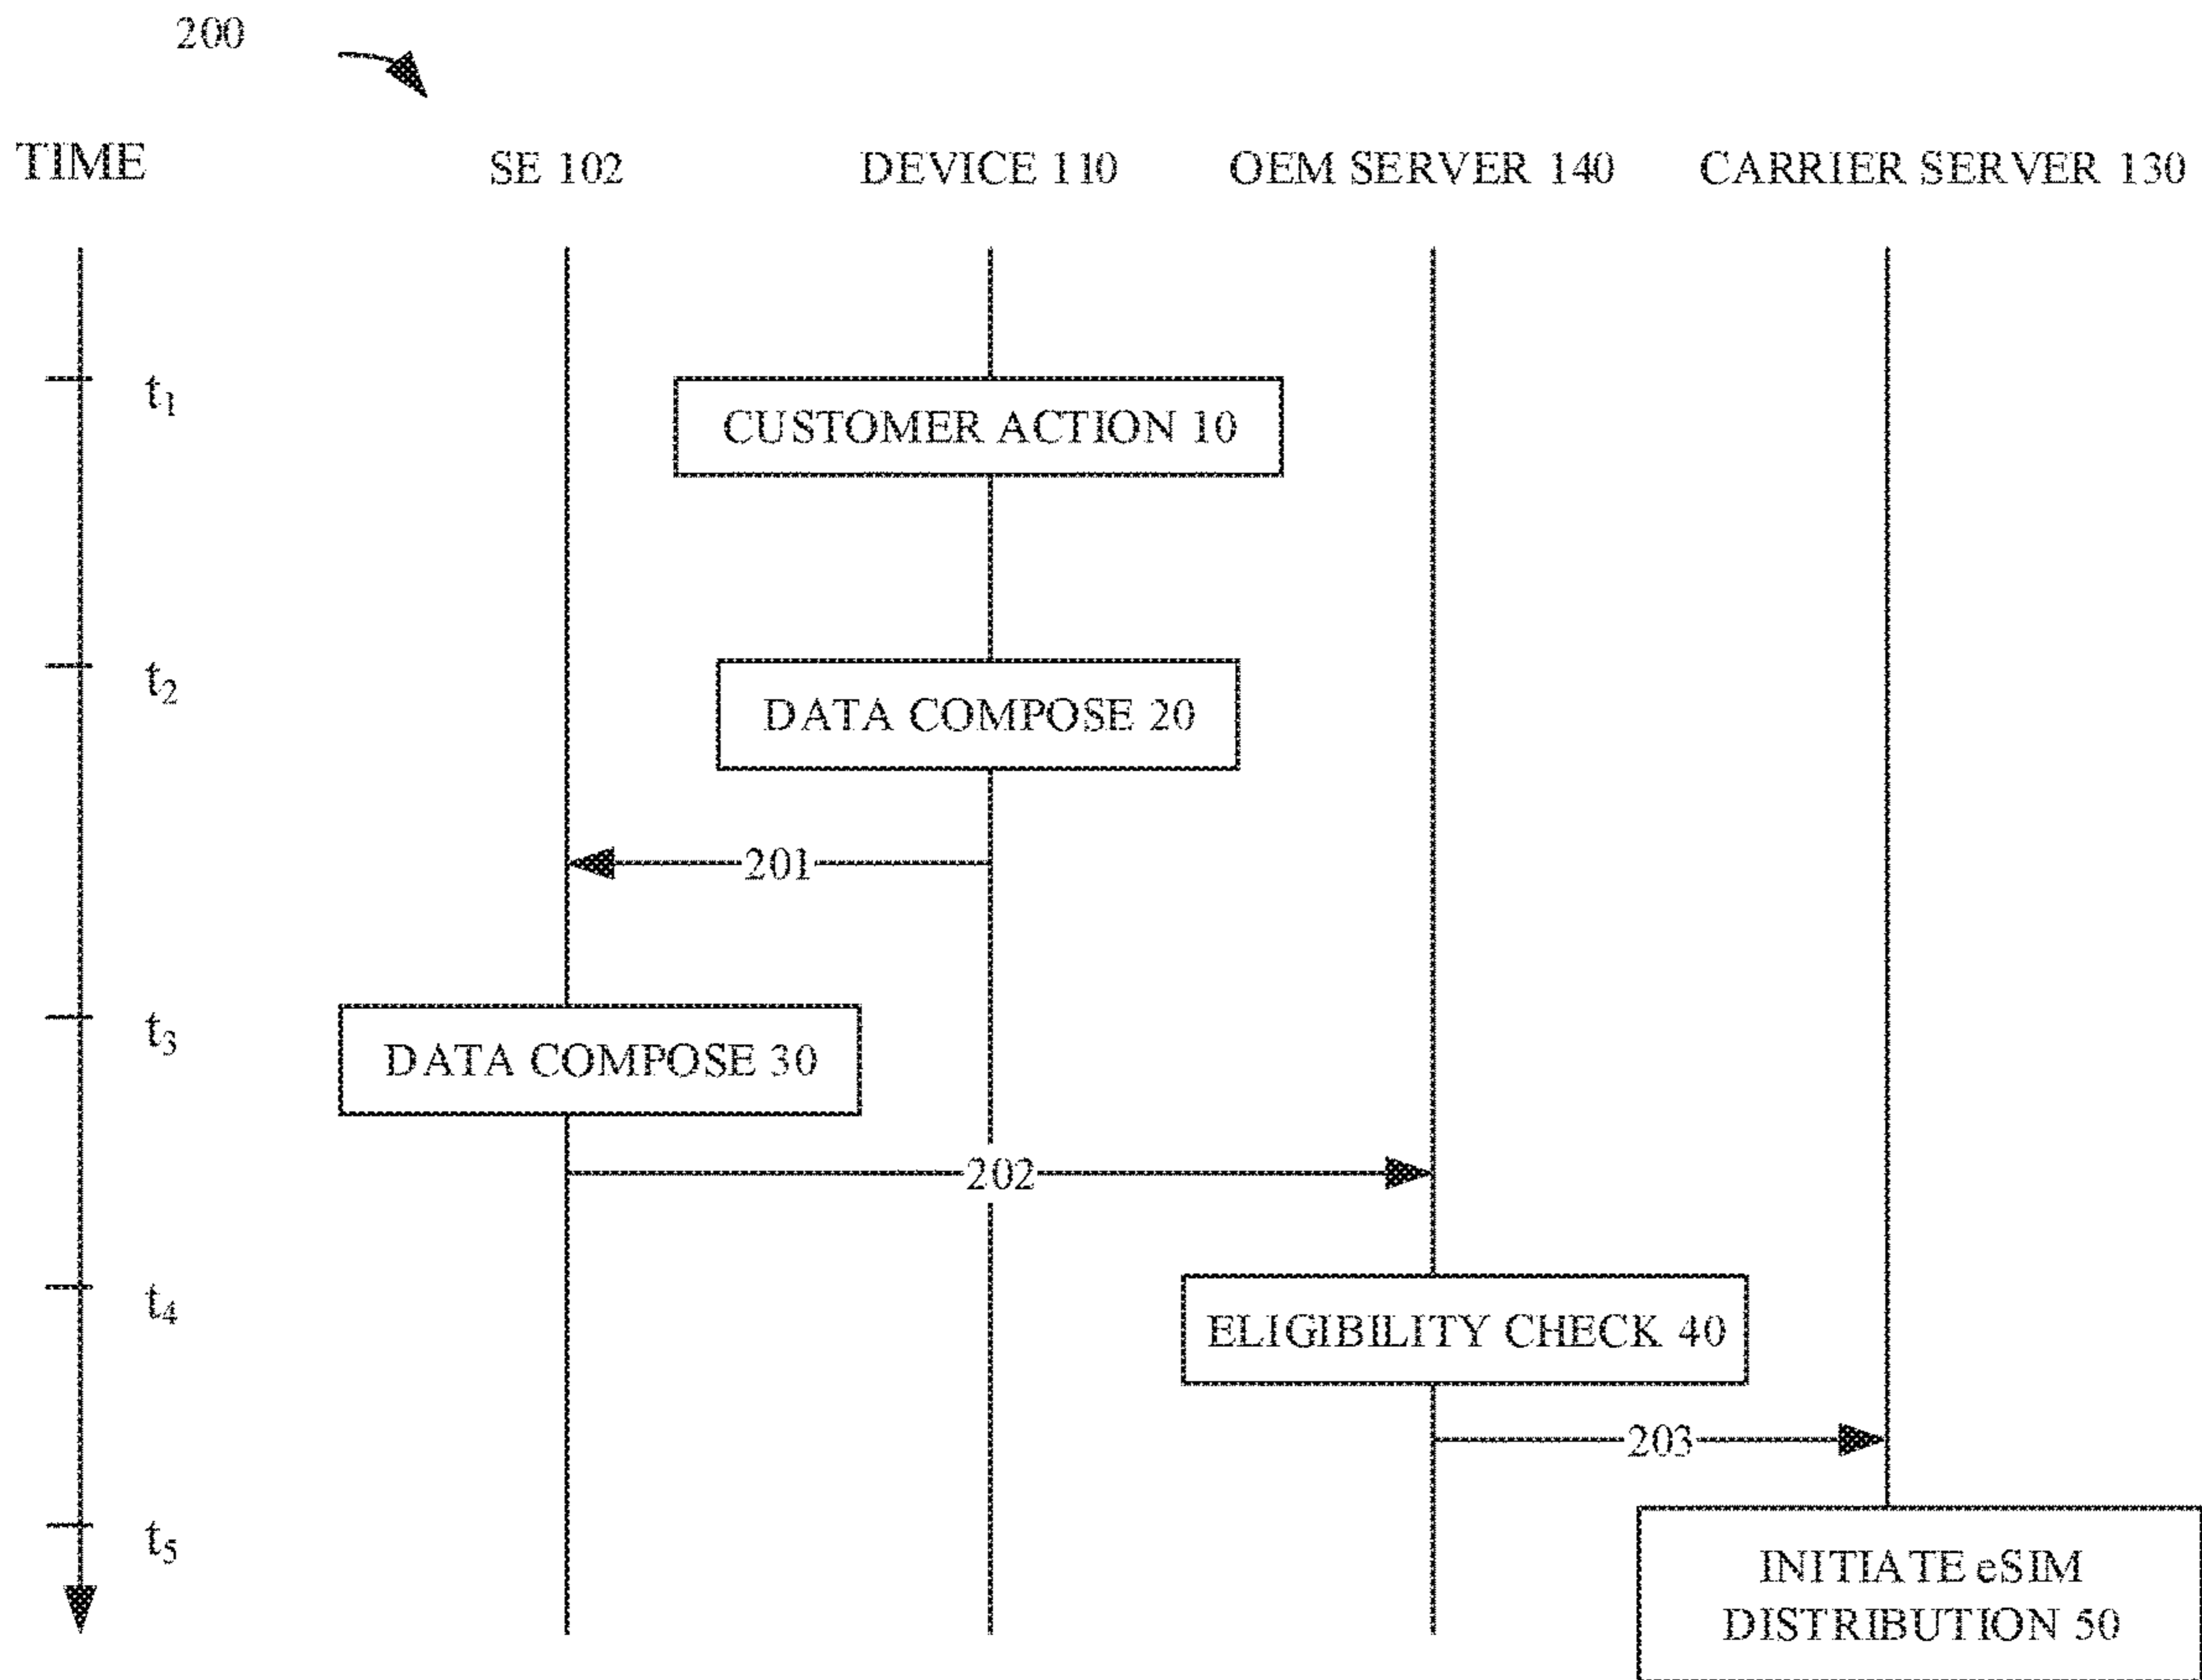 200
TIME
SE 102
DEVICE 110
OEM SERVER 140
CARRIER SERVER 130
t1
CUSTOMER ACTION 10
t2
DATA COMPOSE 20
201
t3
DATA COMPOSE 30
202
t4
ELIGIBILITY CHECK 40
203
t5
INITIATE eSIM
DISTRIBUTION 50